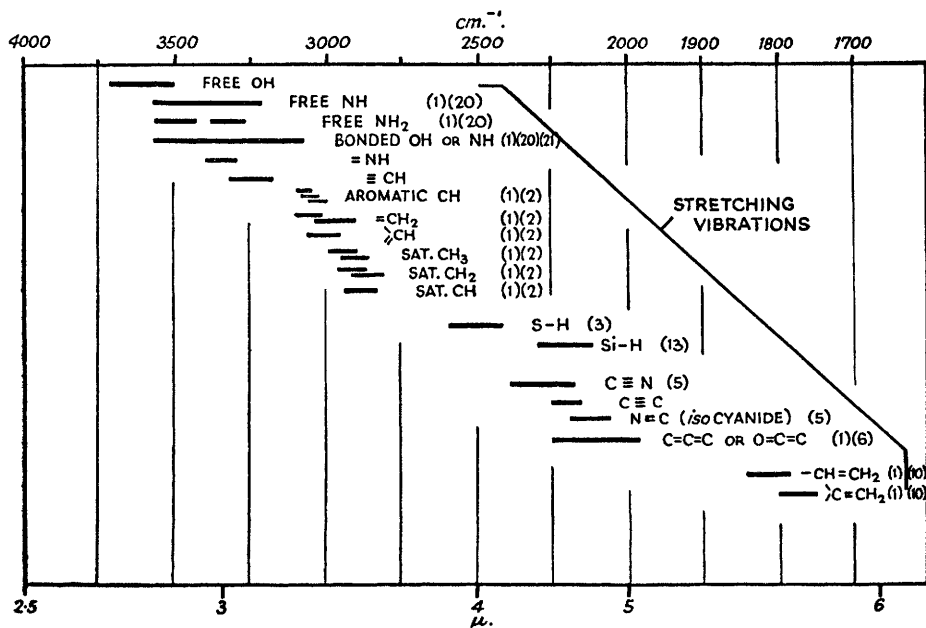 cm.⁻¹
4000 3500 3000 2500 2000 1900 1800 1700
FREE OH
FREE NH (1)(20)
FREE NH₂ (1)(20)
BONDED OH OR NH (1)(20)(21)
=NH
≡CH
AROMATIC CH (1)(2)
=CH₂ (1)(2)
CH (1)(2)
SAT. CH₃ (1)(2)
SAT. CH₂ (1)(2)
SAT. CH (1)(2)
STRETCHING
VIBRATIONS
S-H (3)
Si-H (13)
C≡N (5)
C≡C
N=C (isoCYANIDE) (5)
C=C=C OR O=C=C (1)(6)
-CH=CH₂ (1)(10)
>C=CH₂ (1)(10)
2·5 3 4 5 6
μ.